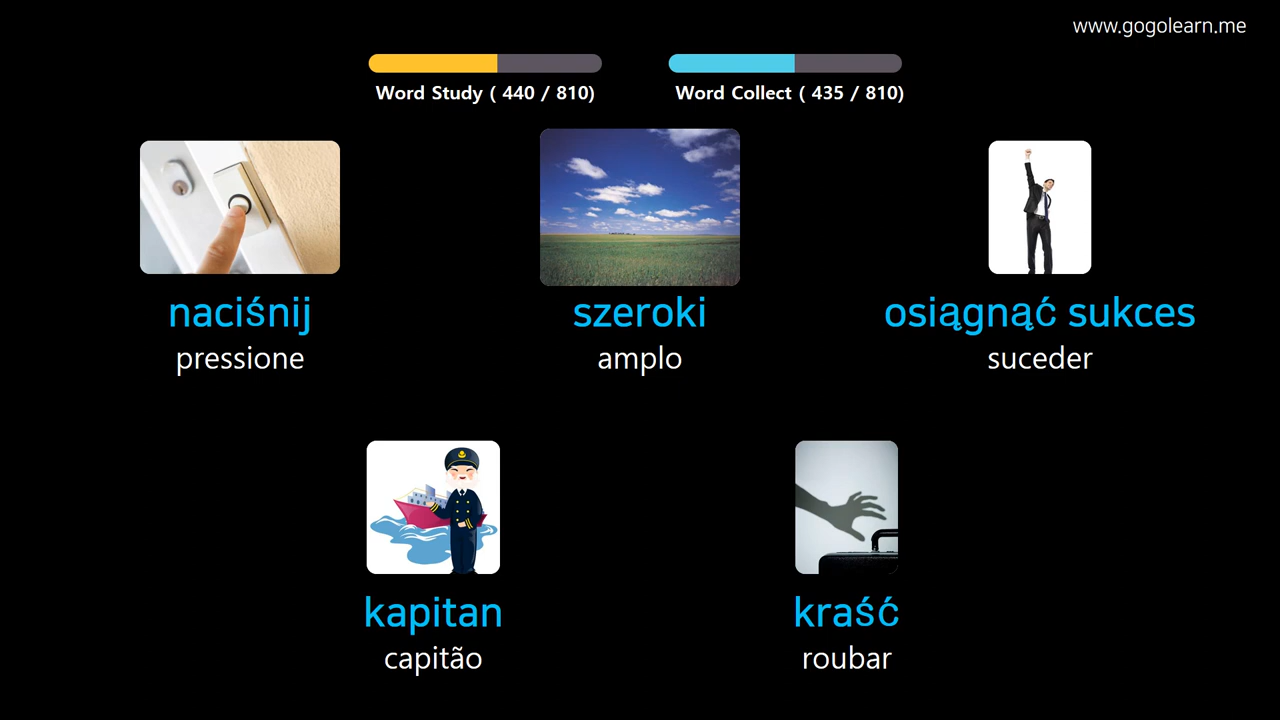 www.gogolearn.me
Word Study ( 440 / 810)
Word Collect ( 435 / 810)
naciśnij
pressione
szeroki
amplo
osiągnąć sukces
suceder
kapitan
capitão
kraść
roubar